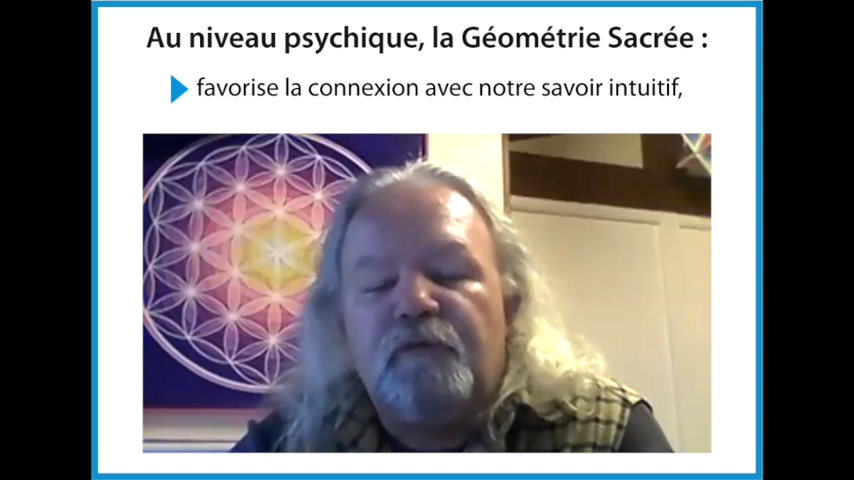 Au niveau psychique, la Géométrie Sacrée :
favorise la connexion avec notre savoir intuitif,